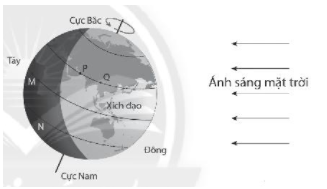 Cực Bắc
Tây
P
M
Q
Ánh sáng mặt trời
Xích đạo
N
Đông
Cực Nam